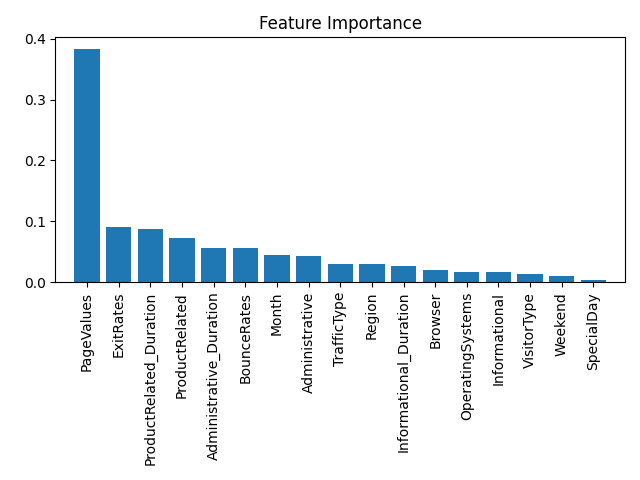 Feature Importance
0.4
0.3
0.2
0.1
0.0
PageValues
ExitRates
ProductRelated_Duration
ProductRelated
Administrative_Duration
BounceRates
Month
Administrative
TrafficType
Region
Informational_Duration
Browser
OperatingSystems
Informational
VisitorType
Weekend
SpecialDay